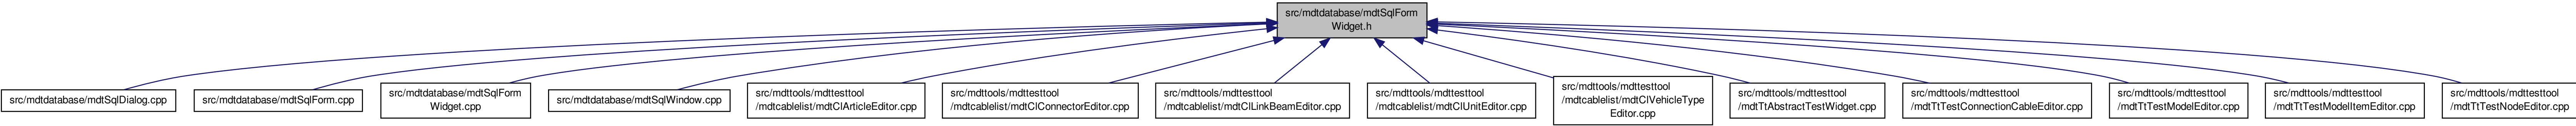 src/mdtdatabase/mdtSqlForm
Widget.h
src/mdtdatabase/mdtSqlDialog.cpp
src/mdtdatabase/mdtSqlForm.cpp
src/mdtdatabase/mdtSqlForm
Widget.cpp
src/mdtdatabase/mdtSqlWindow.cpp
src/mdttools/mdttesttool
/mdtcablelist/mdtClArticleEditor.cpp
src/mdttools/mdttesttool
/mdtcablelist/mdtClConnectorEditor.cpp
src/mdttools/mdttesttool
/mdtcablelist/mdtClLinkBeamEditor.cpp
src/mdttools/mdttesttool
/mdtcablelist/mdtClUnitEditor.cpp
src/mdttools/mdttesttool
/mdtcablelist/mdtClVehicleType
Editor.cpp
src/mdttools/mdttesttool
/mdtTtAbstractTestWidget.cpp
src/mdttools/mdttesttool
/mdtTtTestConnectionCableEditor.cpp
src/mdttools/mdttesttool
/mdtTtTestModelEditor.cpp
src/mdttools/mdttesttool
/mdtTtTestModelItemEditor.cpp
src/mdttools/mdttesttool
/mdtTtTestNodeEditor.cpp